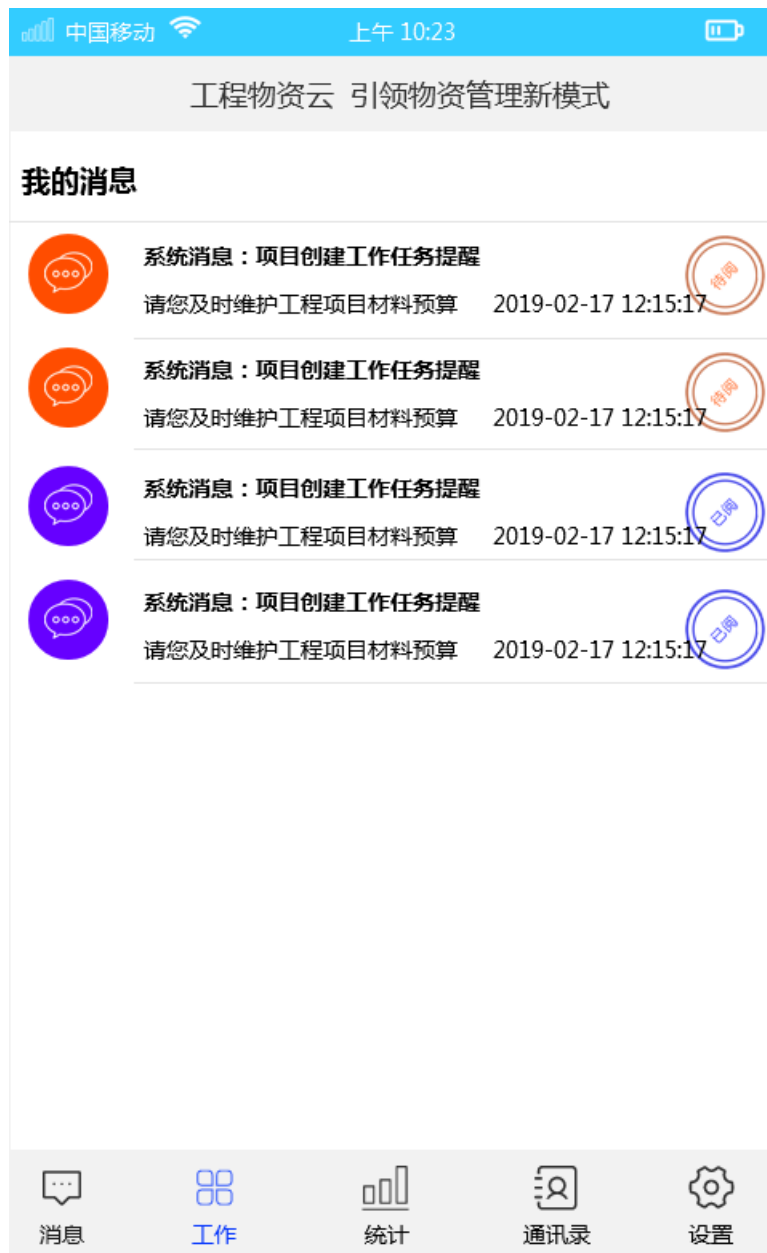 中国移动 上午 10:23
工程物资云 引领物资管理新模式
我的消息
系统消息：项目创建工作任务提醒
待阅
请您及时维护工程项目材料预算 2019-02-17 12:15:17
系统消息：项目创建工作任务提醒
待阅
请您及时维护工程项目材料预算 2019-02-17 12:15:17
系统消息：项目创建工作任务提醒
已阅
请您及时维护工程项目材料预算 2019-02-17 12:15:17
系统消息：项目创建工作任务提醒
已阅
请您及时维护工程项目材料预算 2019-02-17 12:15:17
消息 工作 统计 通讯录 设置